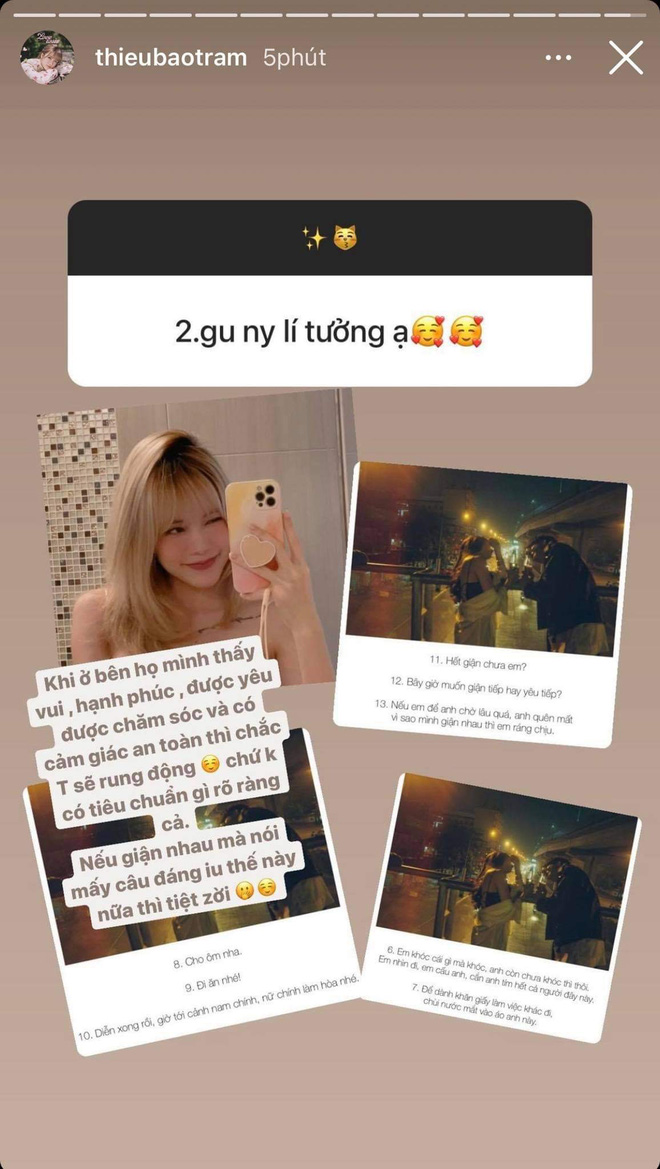 thieubaotram 5phút
2.gu ny lí tưởng ạ🥰🥰
Khi ở bên họ mình thấy
vui , hạnh phúc , được yêu
được chăm sóc và có
cảm giác an toàn thì chắc
T sẽ rung động ☺️ chứ k
có tiêu chuẩn gì rõ ràng
cả.
Nếu giận nhau mà nói
mấy câu đáng iu thế này
nữa thì tiệt zời 🤫☺️
11. Hết giận chưa em?
12. Bây giờ muốn giận tiếp hay yêu tiếp?
13. Nếu em để anh chờ lâu quá, anh quên mất
vì sao mình giận nhau thì em ráng chịu.
8. Cho ôm nha.
9. Đi ăn nhé!
10. Diễn xong rồi, giờ tới cảnh nam chính, nữ chính làm hòa nhé.
6. Em khóc cái gì mà khóc, anh còn chưa khóc thì thôi.
Em nhìn đi, em cấu anh, cắn anh tím hết cả người đây này.
7. Để dành khăn giấy làm việc khác đi,
chùi nước mắt vào áo anh này.